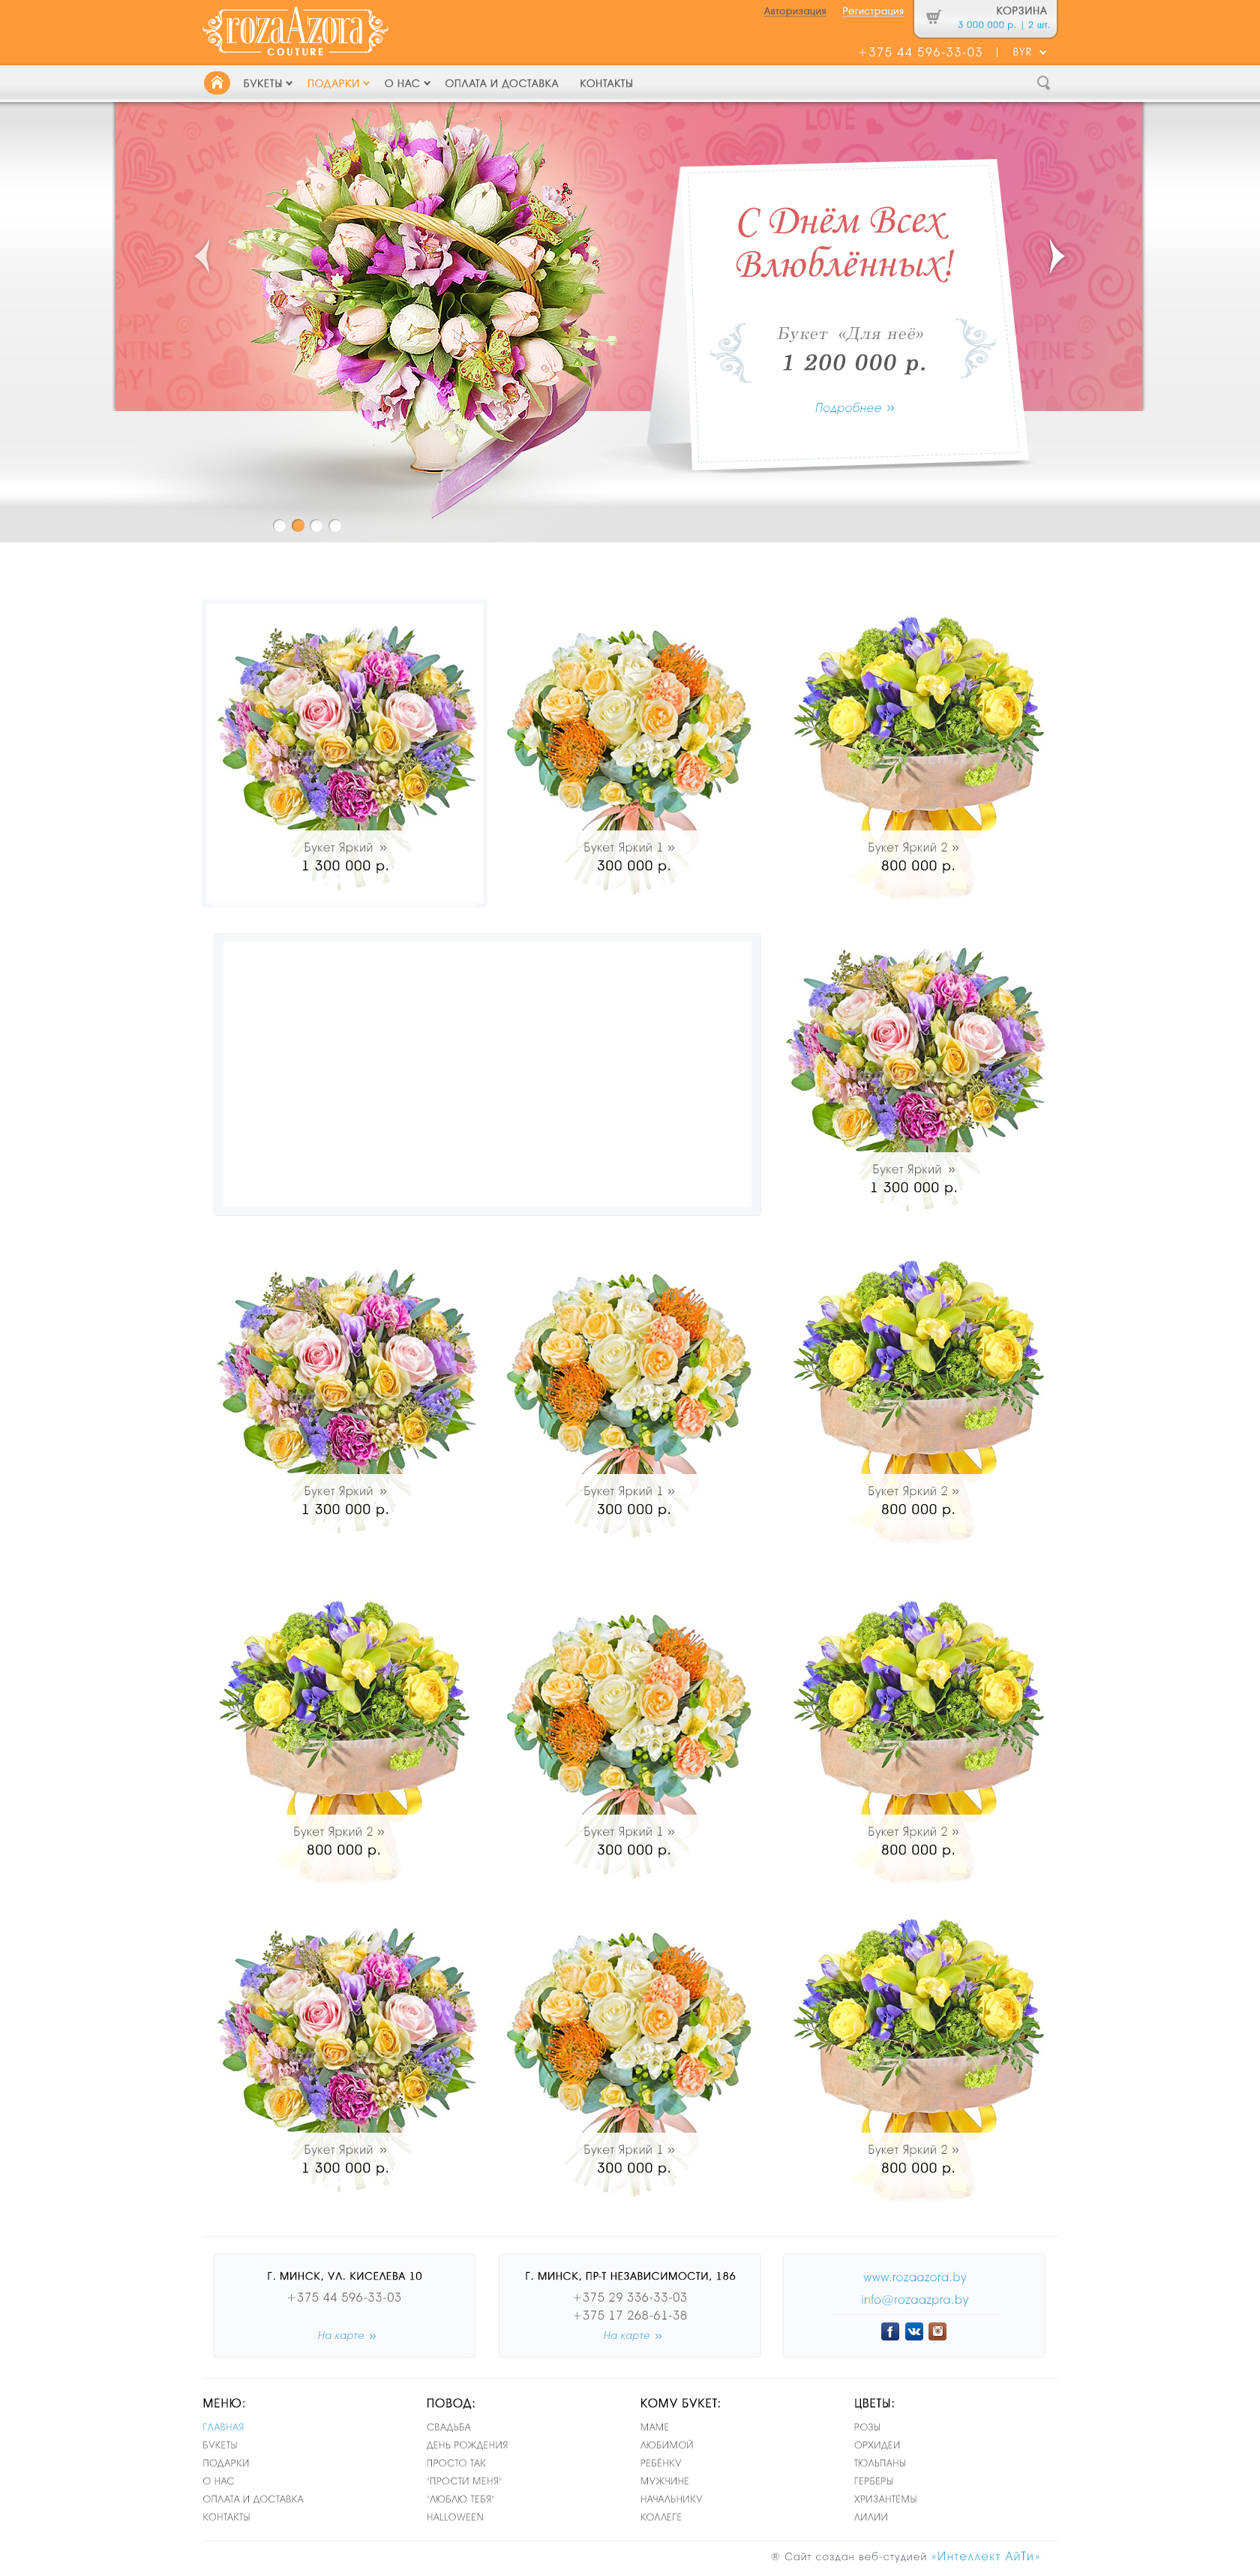 rozaAzora
COUTURE
Авторизация Регистрация
КОРЗИНА
3 000 000 р. | 2 шт.
+375 44 596-33-03 | BYR
БУКЕТЫ ПОДАРКИ О НАС ОПЛАТА И ДОСТАВКА КОНТАКТЫ
С Днём Всех
Влюблённых!
Букет «Для неё»
1 200 000 р.
Подробнее »
Букет Яркий »
1 300 000 р.
Букет Яркий 1 »
300 000 р.
Букет Яркий 2 »
800 000 р.
Букет Яркий »
1 300 000 р.
Букет Яркий »
1 300 000 р.
Букет Яркий 1 »
300 000 р.
Букет Яркий 2 »
800 000 р.
Букет Яркий 2 »
800 000 р.
Букет Яркий 1 »
300 000 р.
Букет Яркий 2 »
800 000 р.
Букет Яркий »
1 300 000 р.
Букет Яркий 1 »
300 000 р.
Букет Яркий 2 »
800 000 р.
Г. МИНСК, УЛ. КИСЕЛЕВА 10
+375 44 596-33-03
На карте »
Г. МИНСК, ПР-Т НЕЗАВИСИМОСТИ, 186
+375 29 336-33-03
+375 17 268-61-38
На карте »
www.rozaazora.by
info@rozaazpra.by
МЕНЮ:
ГЛАВНАЯ
БУКЕТЫ
ПОДАРКИ
О НАС
ОПЛАТА И ДОСТАВКА
КОНТАКТЫ
ПОВОД:
СВАДЬБА
ДЕНЬ РОЖДЕНИЯ
ПРОСТО ТАК
"ПРОСТИ МЕНЯ"
"ЛЮБЛЮ ТЕБЯ"
HALLOWEEN
КОМУ БУКЕТ:
МАМЕ
ЛЮБИМОЙ
РЕБЁНКУ
МУЖЧИНЕ
НАЧАЛЬНИКУ
КОЛЛЕГЕ
ЦВЕТЫ:
РОЗЫ
ОРХИДЕИ
ТЮЛЬПАНЫ
ГЕРБЕРЫ
ХРИЗАНТЕМЫ
ЛИЛИИ
® Сайт создан веб-студией «Интеллект АйТи»